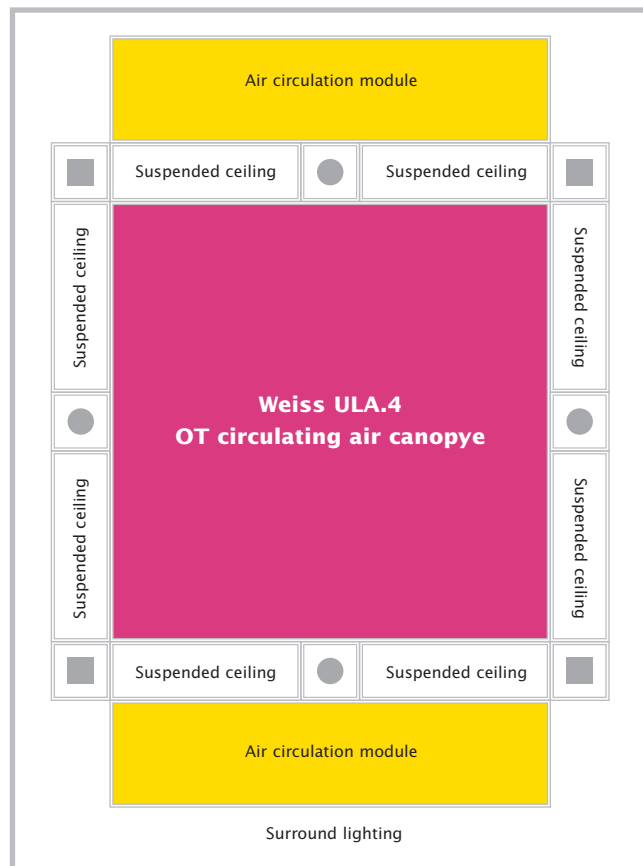 Air circulation module
Suspended ceiling
Suspended ceiling
Suspended ceiling
Suspended ceiling
Weiss ULA.4
OT circulating air canopye
Suspended ceiling
Suspended ceiling
Suspended ceiling
Suspended ceiling
Air circulation module
Surround lighting